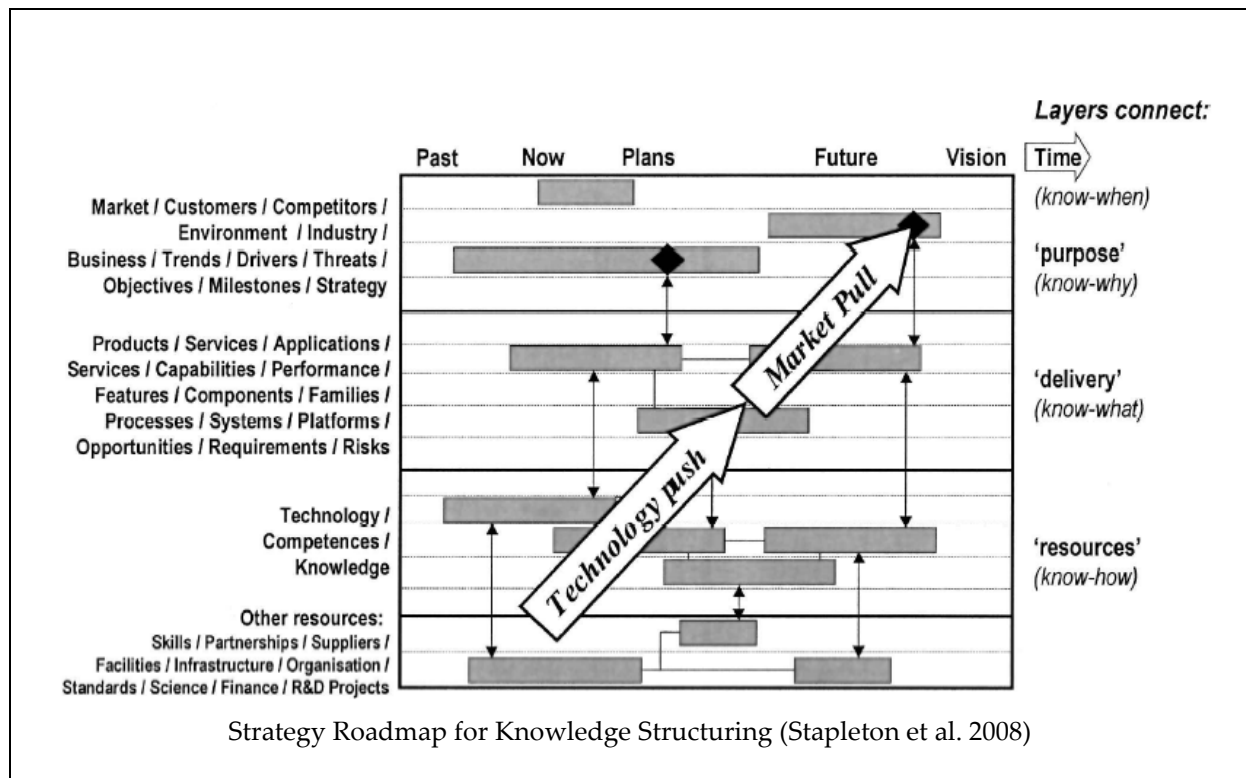 Layers connect:
Past Now Plans Future Vision Time
(know-when)
Market / Customers / Competitors /
Environment / Industry /
Business / Trends / Drivers / Threats /
Objectives / Milestones / Strategy
'purpose'
(know-why)
Market Pull
Products / Services / Applications /
Services / Capabilities / Performance /
Features / Components / Families /
Processes / Systems / Platforms /
Opportunities / Requirements / Risks
'delivery'
(know-what)
Technology push
Technology /
Competences /
Knowledge
'resources'
(know-how)
Other resources:
Skills / Partnerships / Suppliers /
Facilities / Infrastructure / Organisation /
Standards / Science / Finance / R&D Projects
Strategy Roadmap for Knowledge Structuring (Stapleton et al. 2008)